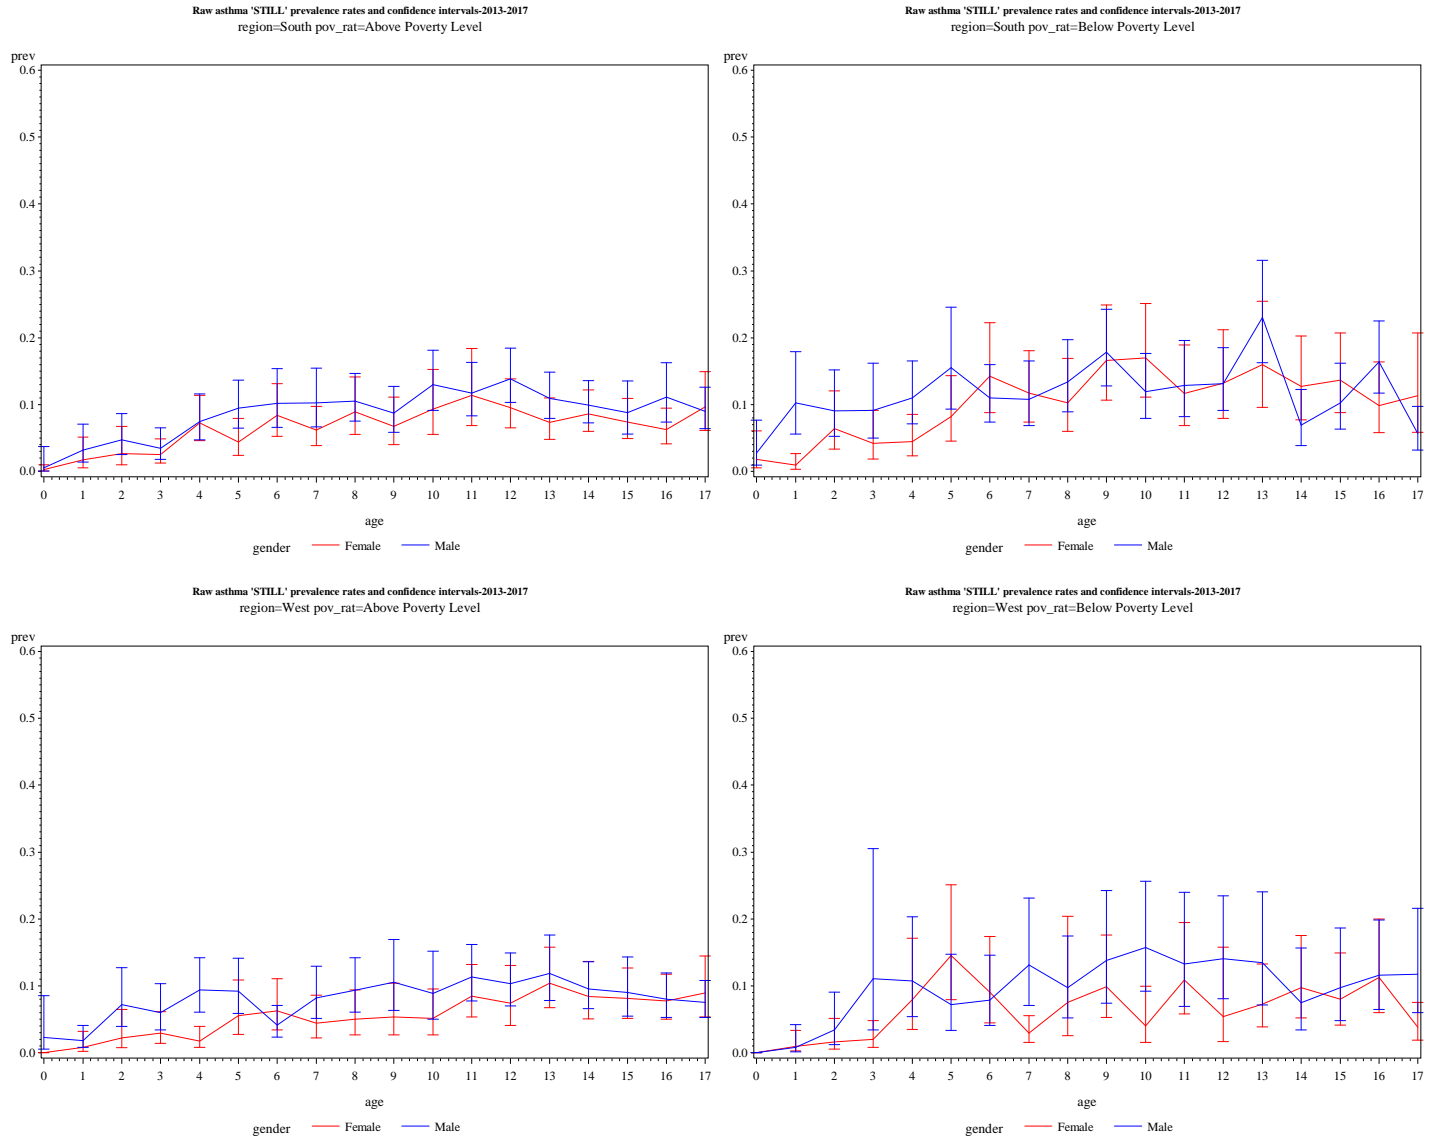 Raw asthma 'STILL' prevalence rates and confidence intervals-2013-2017
region=South pov_rat=Above Poverty Level
prev
0.6
0.5
0.4
0.3
0.2
0.1
0.0
0 1 2 3 4 5 6 7 8 9 10 11 12 13 14 15 16 17
age
gender Female Male
Raw asthma 'STILL' prevalence rates and confidence intervals-2013-2017
region=South pov_rat=Below Poverty Level
prev
0.6
0.5
0.4
0.3
0.2
0.1
0.0
0 1 2 3 4 5 6 7 8 9 10 11 12 13 14 15 16 17
age
gender Female Male
Raw asthma 'STILL' prevalence rates and confidence intervals-2013-2017
region=West pov_rat=Above Poverty Level
prev
0.6
0.5
0.4
0.3
0.2
0.1
0.0
0 1 2 3 4 5 6 7 8 9 10 11 12 13 14 15 16 17
age
gender Female Male
Raw asthma 'STILL' prevalence rates and confidence intervals-2013-2017
region=West pov_rat=Below Poverty Level
prev
0.6
0.5
0.4
0.3
0.2
0.1
0.0
0 1 2 3 4 5 6 7 8 9 10 11 12 13 14 15 16 17
age
gender Female Male